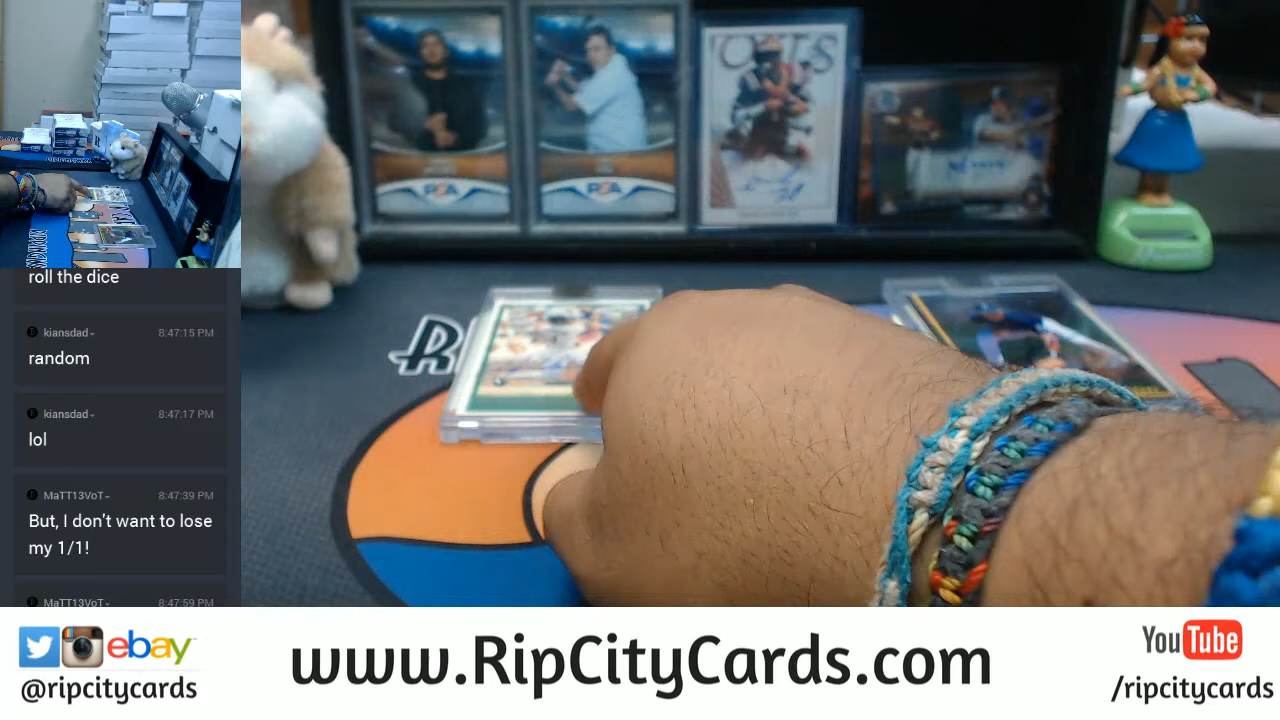 roll the dice
kiansdad
8:47:15 PM
random
kiansdad
8:47:17 PM
lol
MaTT13VoT
8:47:39 PM
But, I don't want to lose
my 1/1!
MaTT13VoT
8:47:59 PM
ebay
@ripcitycards
www.RipCityCards.com
YouTube
/ripcitycards